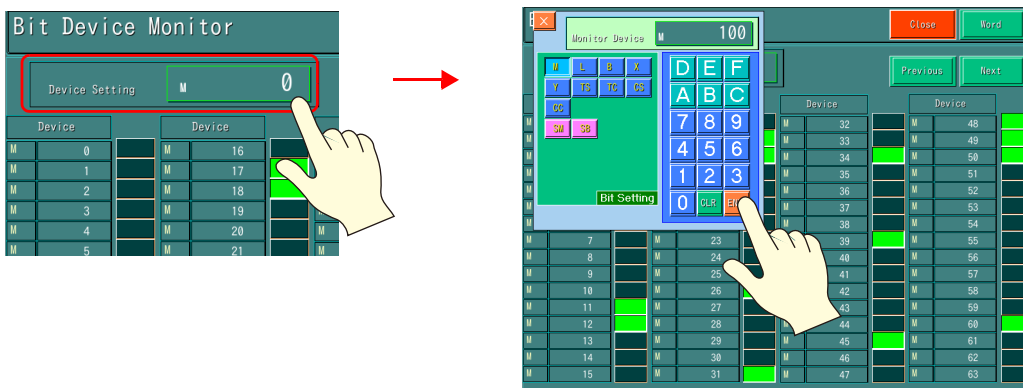 Bit Device Monitor
Device Setting M 0
Device Device
M 0 M 16
M 1 M 17
M 2 M 18
M 3 M 19
M 4 M 20
M 5 M 21 M
Close Word
Monitor Device M 100
Previous Next
M L B X
Y TS TC CS
CC
SM SB
Bit Setting
D E F
A B C
7 8 9
4 5 6
1 2 3
0 CLR
Device Device
M 32 M 48
M 33 M 49
M 34 M 50
M 35 M 51
M 36 M 52
M 37 M 53
M 38 M 54
M 7 M 23 M 39 M 55
M 8 M 24 40 M 56
M 9 M 25 41 M 57
M 10 M 26 42 M 58
M 11 M 27 43 M 59
M 12 M 28 44 M 60
M 13 M 29 M 45 M 61
M 14 M 30 M 46 M 62
M 15 M 31 M 47 M 63